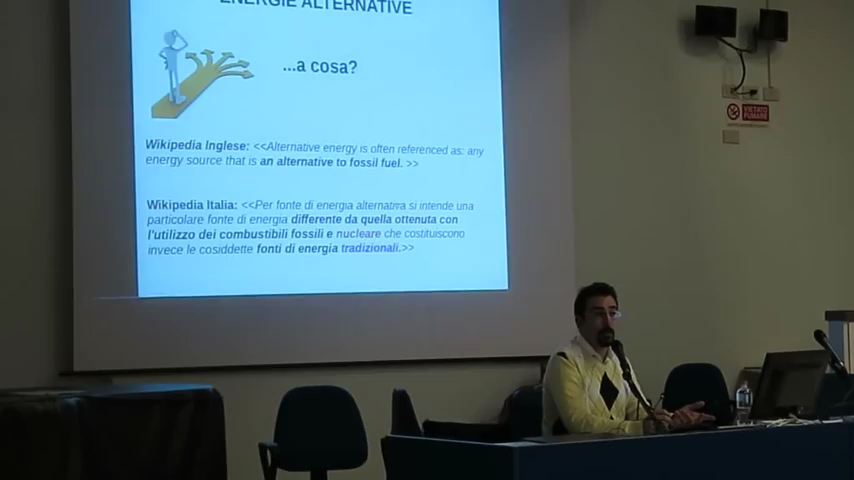 ENERGIE ALTERNATIVE
...a cosa?
Wikipedia Inglese: <<Alternative energy is often referenced as: any
energy source that is an alternative to fossil fuel. >>
Wikipedia Italia: <<Per fonte di energia alternativa si intende una
particolare fonte di energia differente da quella ottenuta con
l'utilizzo dei combustibili fossili e nucleare che costituiscono
invece le cosiddette fonti di energia tradizionali.>>
VIETATO
FUMARE